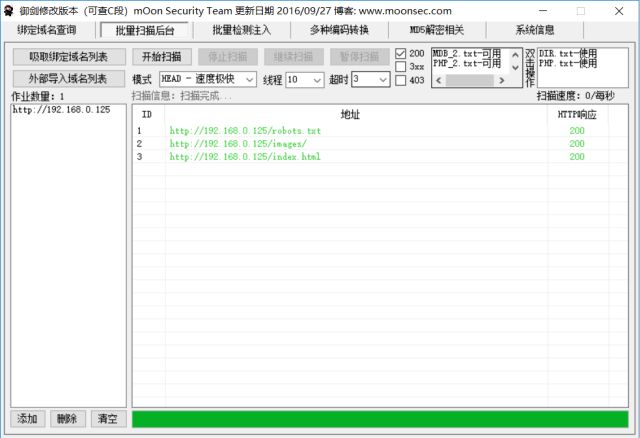 御剑修改版本（可查C段）mOon Security Team 更新日期 2016/09/27 博客: www.moonsec.com
绑定域名查询 批量扫描后台 批量检测注入 多种编码转换 MD5解密相关 系统信息
吸取绑定域名列表 开始扫描 停止扫描 继续扫描 暂停扫描 200 MDB_2.txt-可用 双击操作 DIR.txt-使用
3xx PHP_2.txt-可用 PHP.txt-使用
外部导入域名列表 模式 HEAD - 速度极快 线程 10 超时 3 403
作业数量: 1 扫描信息: 扫描完成... 扫描速度: 0/每秒
http://192.168.0.125
ID 地址 HTTP响应
1 http://192.168.0.125/robots.txt 200
2 http://192.168.0.125/images/ 200
3 http://192.168.0.125/index.html 200
添加 删除 清空